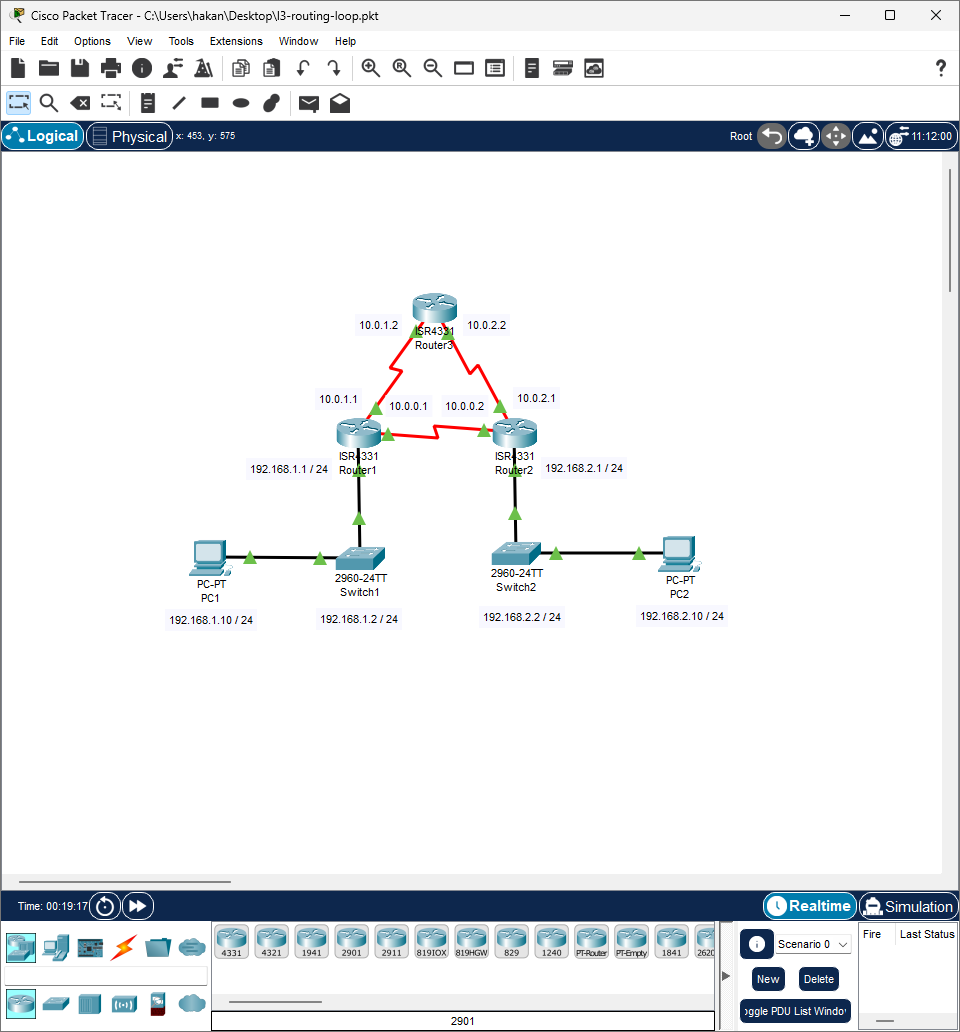 Cisco Packet Tracer - C:\Users\hakan\Desktop\l3-routing-loop.pkt
File Edit Options View Tools Extensions Window Help
Logical Physical x: 453, y: 575 Root 11:12:00
10.0.1.2
10.0.2.2
ISR4331
Router3
10.0.1.1
10.0.0.1
10.0.0.2
10.0.2.1
ISR4331
Router1
ISR4331
Router2
192.168.1.1 / 24
192.168.2.1 / 24
PC-PT
PC1
2960-24TT
Switch1
2960-24TT
Switch2
PC-PT
PC2
192.168.1.10 / 24
192.168.1.2 / 24
192.168.2.2 / 24
192.168.2.10 / 24
Time: 00:19:17
Realtime Simulation
4331 4321 1941 2901 2911 819IOX 819HGW 829 1240 PT-Router PT-Empty 1841 2620
2901
Scenario 0
New Delete
oggle PDU List Windo
Fire Last Status